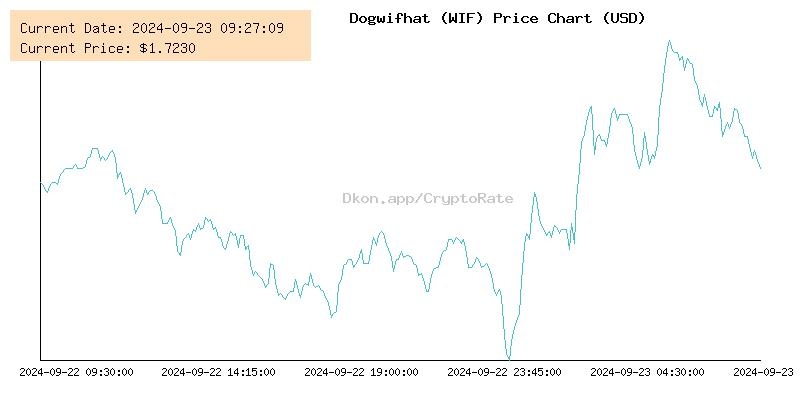 Dogwifhat (WIF) Price Chart (USD)
Current Date: 2024-09-23 09:27:09
Current Price: $1.7230
Dkon.app/CryptoRate
2024-09-22 09:30:00
2024-09-22 14:15:00
2024-09-22 19:00:00
2024-09-22 23:45:00
2024-09-23 04:30:00
2024-09-23